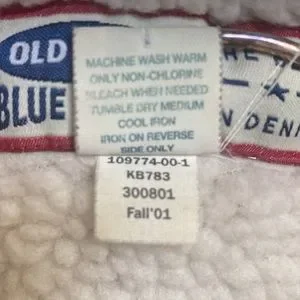 OLD
BLUE
MACHINE WASH WARM
ONLY NON-CHLORINE
BLEACH WHEN NEEDED
TUMBLE DRY MEDIUM
COOL IRON
IRON ON REVERSE
SIDE ONLY
DENI
109774-00-1
KB783
300801
Fall'01